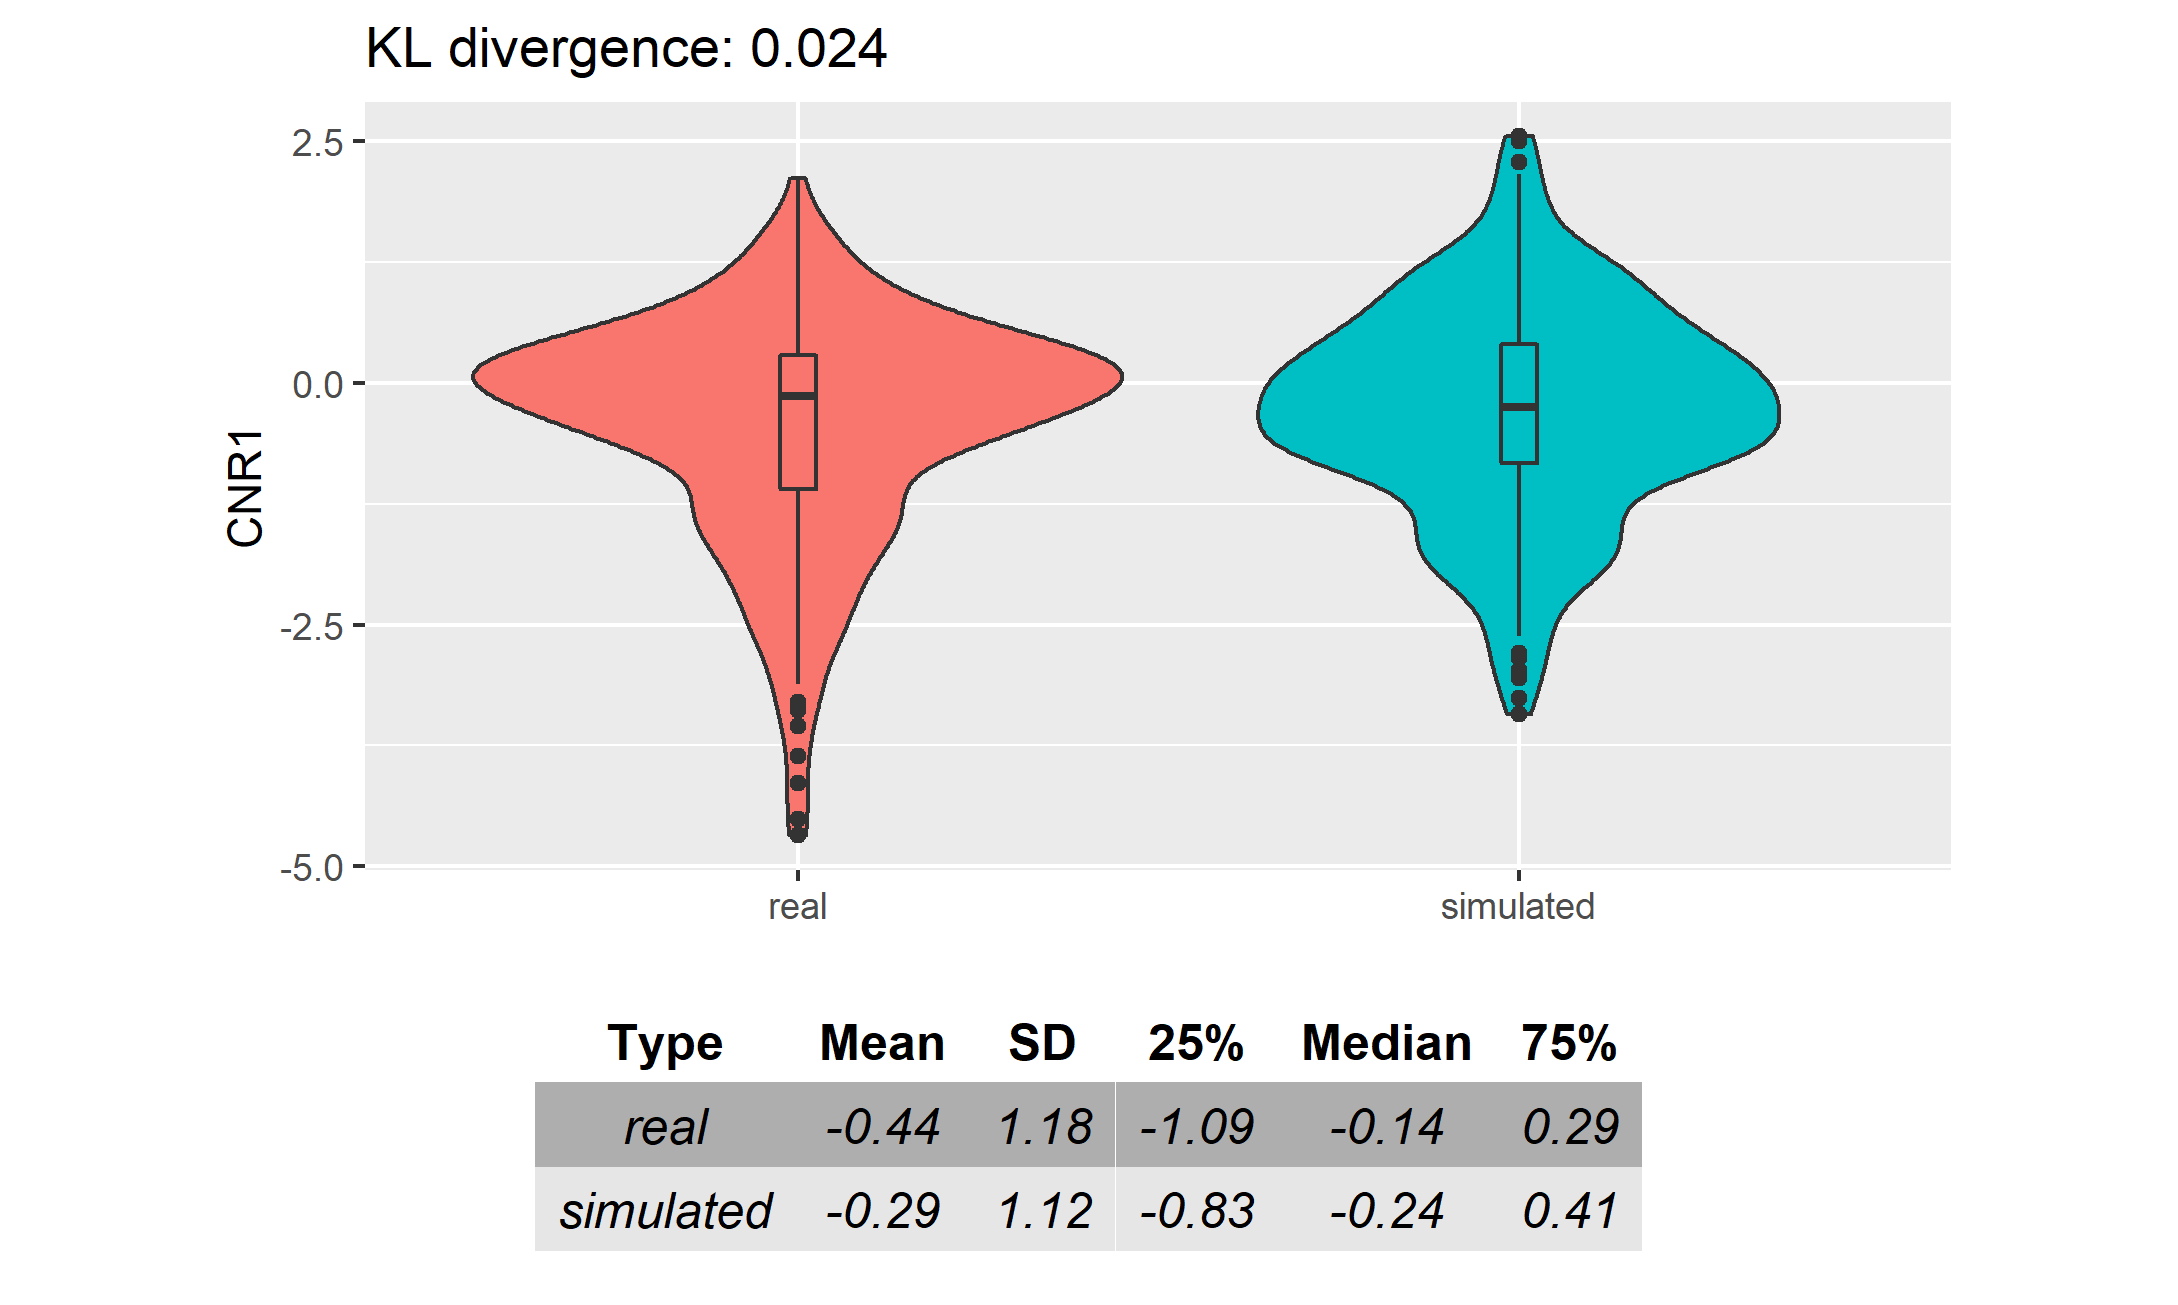 KL divergence: 0.024
2.5
0.0
-2.5
-5.0
CNR1
real simulated
Type Mean SD 25% Median 75%
real -0.44 1.18 -1.09 -0.14 0.29
simulated -0.29 1.12 -0.83 -0.24 0.41